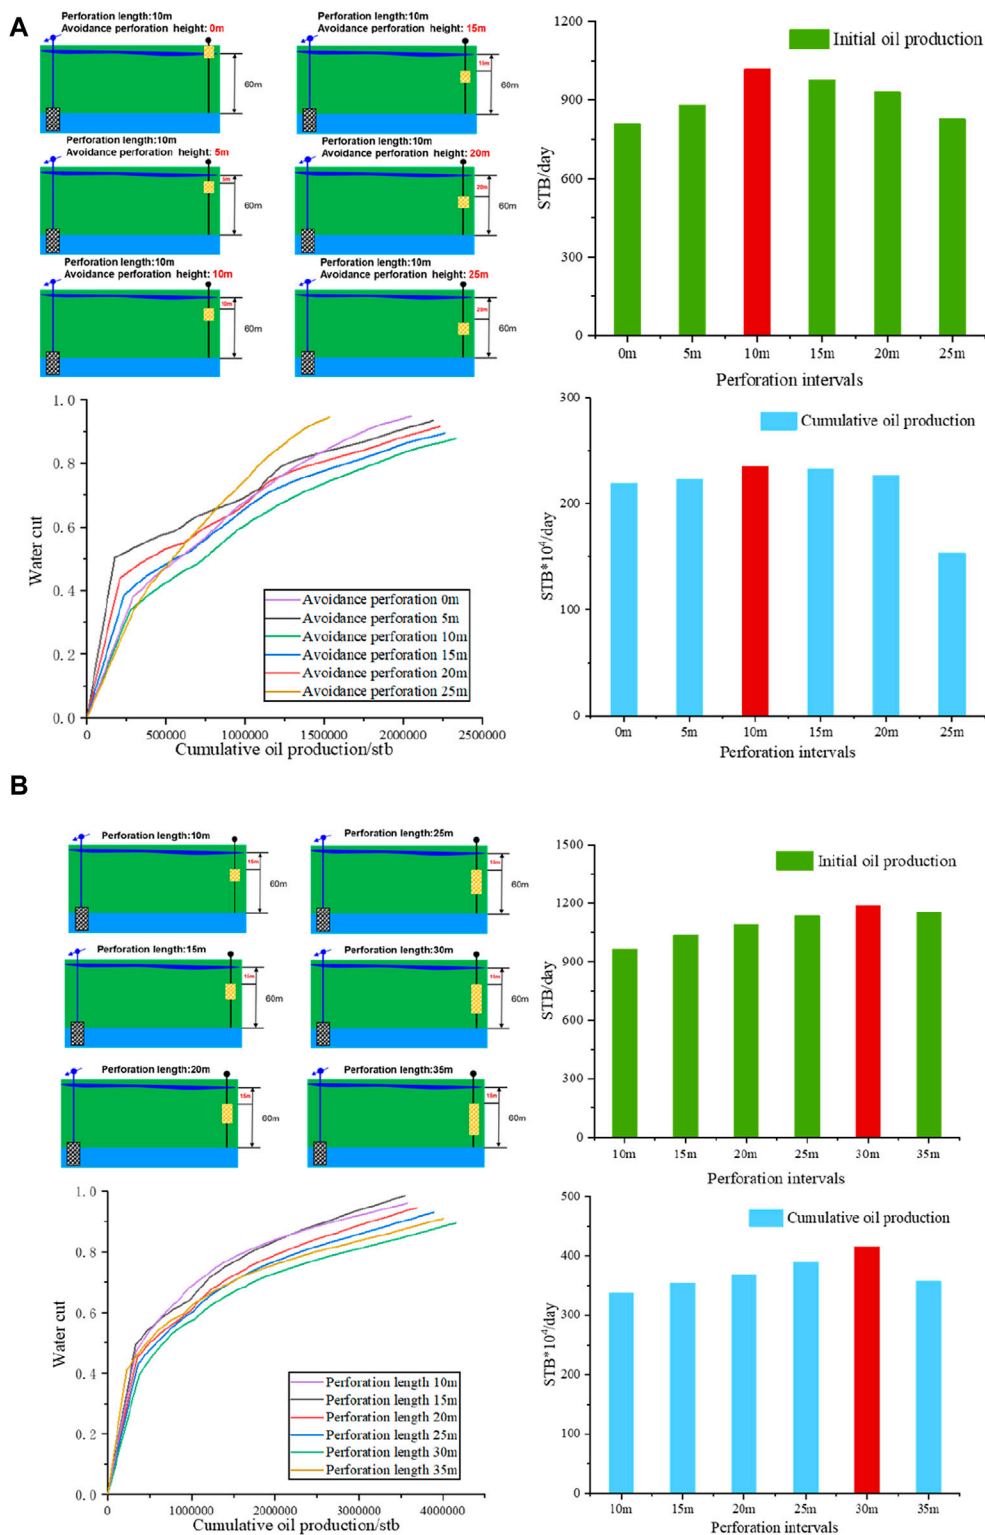 A
Perforation length:10m
Avoidance perforation height: 0m
60m
Perforation length:10m
Avoidance perforation height: 15m
15m
60m
Perforation length:10m
Avoidance perforation height: 5m
5m
60m
Perforation length:10m
Avoidance perforation height: 20m
20m
60m
Perforation length:10m
Avoidance perforation height: 10m
10m
60m
Perforation length:10m
Avoidance perforation height: 25m
25m
60m
1200
900
600
300
0
STB/day
Initial oil production
0m 5m 10m 15m 20m 25m
Perforation intervals
1.0
0.8
0.6
0.4
0.2
0.0
Water cut
Avoidance perforation 0m
Avoidance perforation 5m
Avoidance perforation 10m
Avoidance perforation 15m
Avoidance perforation 20m
Avoidance perforation 25m
0 500000 1000000 1500000 2000000 2500000
Cumulative oil production/stb
300
200
100
0
STB*10⁴/day
Cumulative oil production
0m 5m 10m 15m 20m 25m
Perforation intervals
B
Perforation length:10m
15m
60m
Perforation length:25m
15m
60m
Perforation length:15m
15m
60m
Perforation length:30m
15m
60m
Perforation length:20m
15m
60m
Perforation length:35m
15m
60m
1500
1200
900
600
300
0
STB/day
Initial oil production
10m 15m 20m 25m 30m 35m
Perforation intervals
1.0
0.8
0.6
0.4
0.2
0.0
Water cut
Perforation length 10m
Perforation length 15m
Perforation length 20m
Perforation length 25m
Perforation length 30m
Perforation length 35m
0 1000000 2000000 3000000 4000000
Cumulative oil production/stb
500
400
300
200
100
0
STB*10⁴/day
Cumulative oil production
10m 15m 20m 25m 30m 35m
Perforation intervals